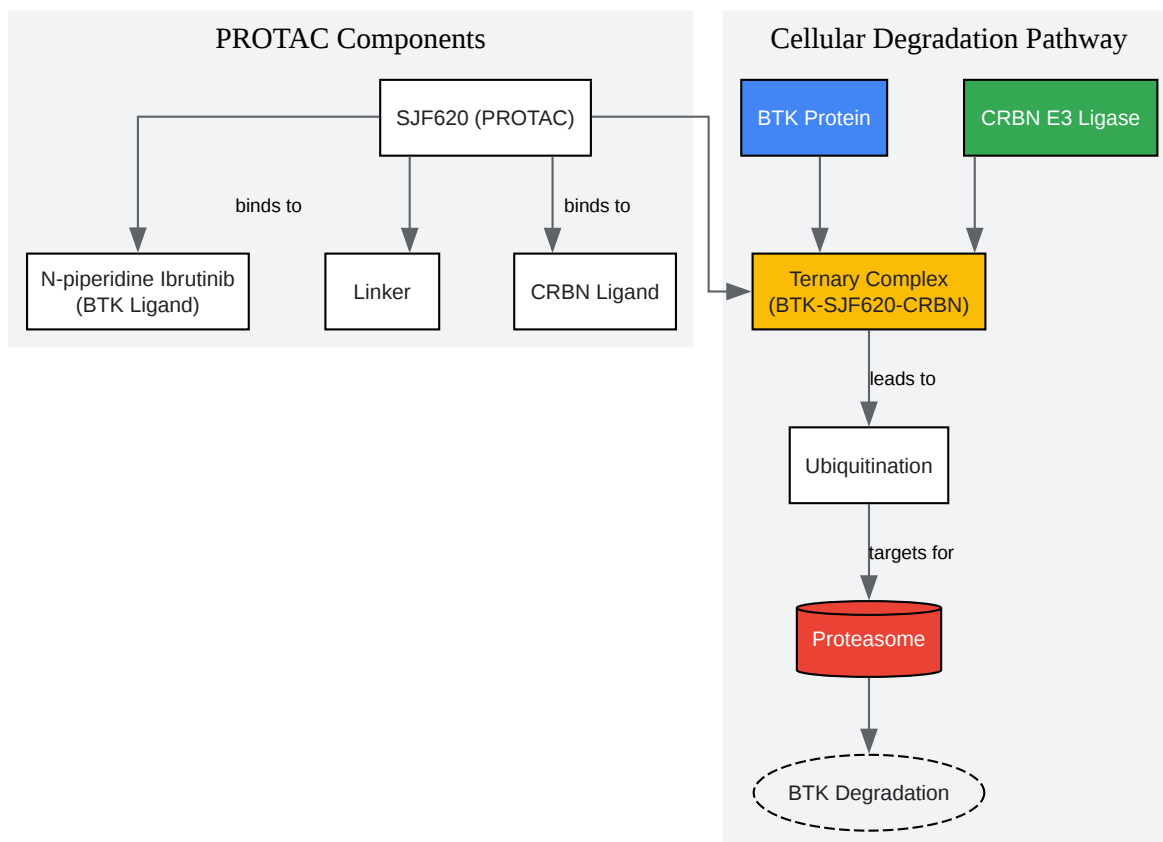 PROTAC Components
Cellular Degradation Pathway
SJF620 (PROTAC)
BTK Protein
CRBN E3 Ligase
binds to
binds to
N-piperidine Ibrutinib
(BTK Ligand)
Linker
CRBN Ligand
Ternary Complex
(BTK-SJF620-CRBN)
leads to
Ubiquitination
targets for
Proteasome
BTK Degradation